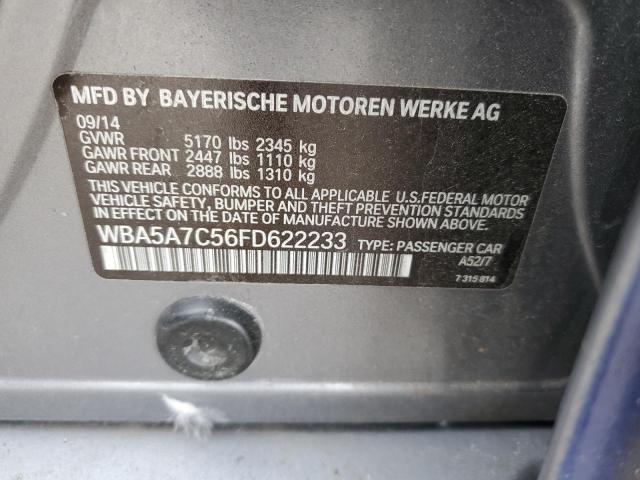 MFD BY BAYERISCHE MOTOREN WERKE AG
09/14
GVWR 5170 lbs 2345 kg
GAWR FRONT 2447 lbs 1110 kg
GAWR REAR 2888 lbs 1310 kg
THIS VEHICLE CONFORMS TO ALL APPLICABLE U.S.FEDERAL MOTOR
VEHICLE SAFETY, BUMPER AND THEFT PREVENTION STANDARDS
IN EFFECT ON THE DATE OF MANUFACTURE SHOWN ABOVE.
WBA5A7C56FD622233 TYPE: PASSENGER CAR
A52/7
7 315 814